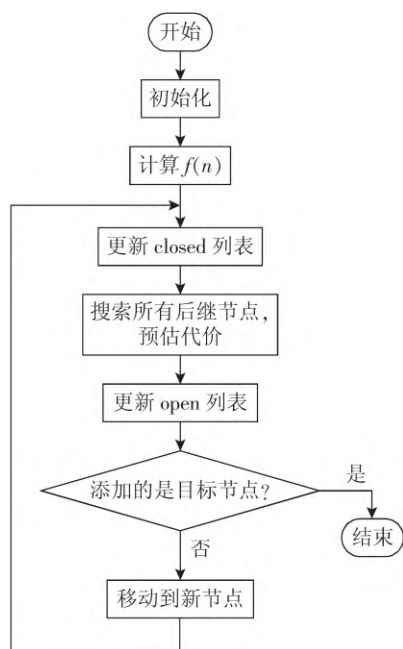 开始
初始化
计算f(n)
更新 closed 列表
搜索所有后继节点，
预估代价
更新 open 列表
添加的是目标节点？
是
结束
否
移动到新节点